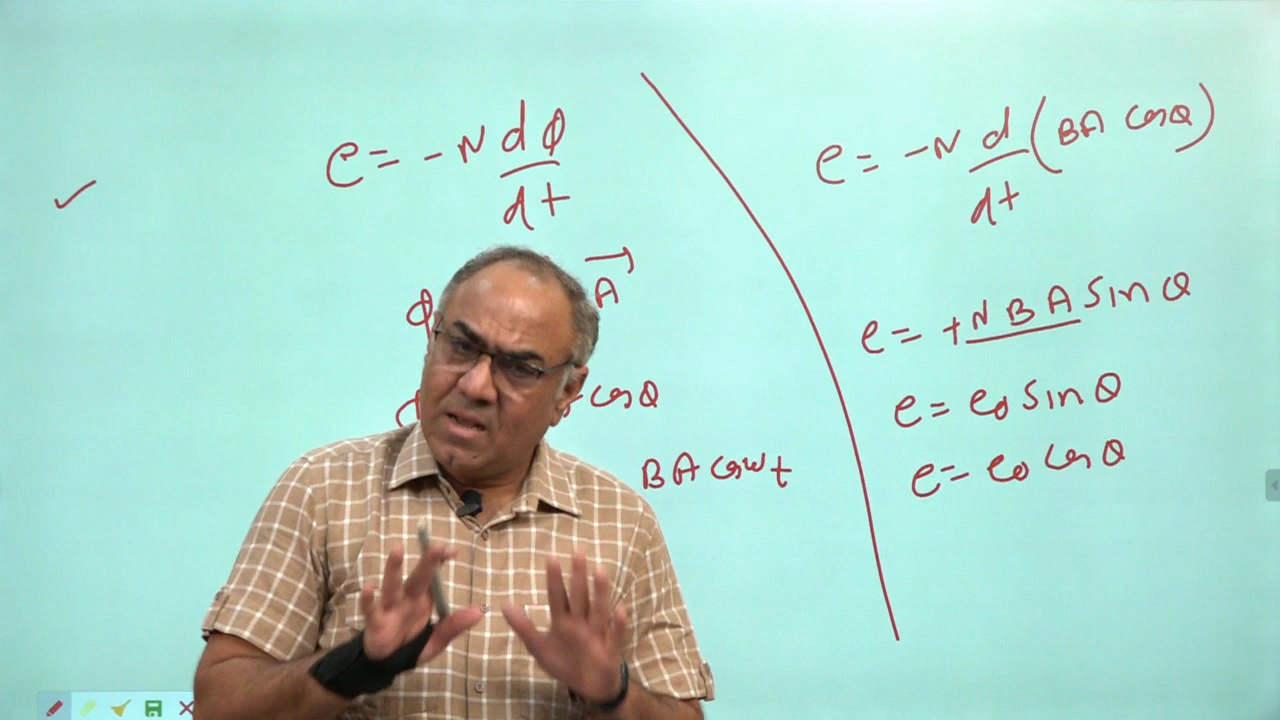 e = -N dφ/dt
φ A⃗
cosθ
BA cosωt
e = -N d/dt (BA cosθ)
e = +NBA sinθ
e = e₀ sinθ
e = e₀ cosθ